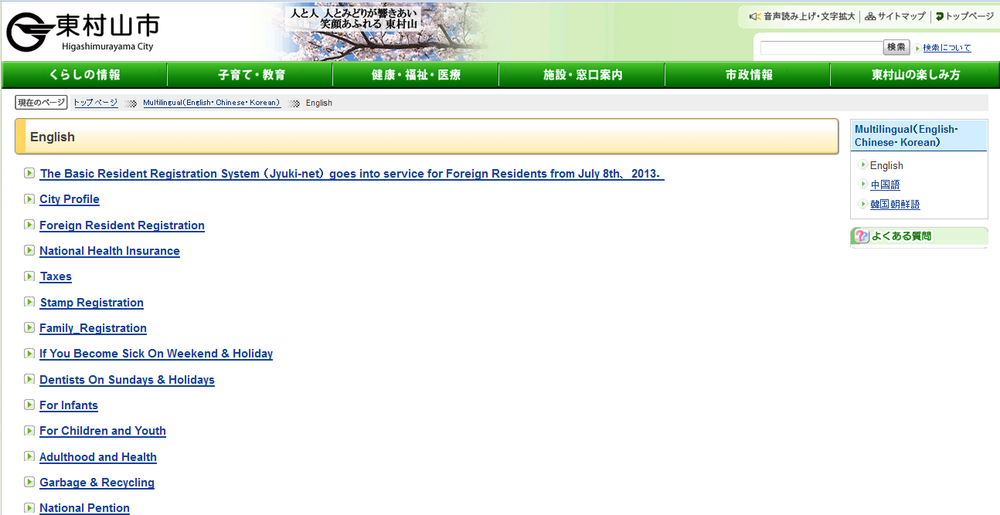 東村山市
Higashimurayama City
人と人 人とみどりが響きあい
笑顔あふれる 東村山
音声読み上げ・文字拡大
サイトマップ
トップページ
検索
検索について
くらしの情報
子育て・教育
健康・福祉・医療
施設・窓口案内
市政情報
東村山の楽しみ方
現在のページ
トップページ
Multilingual(English・Chinese・Korean)
English
English
The Basic Resident Registration System (Jyuki-net) goes into service for Foreign Residents from July 8th、2013.
City Profile
Foreign Resident Registration
National Health Insurance
Taxes
Stamp Registration
Family_Registration
If You Become Sick On Weekend & Holiday
Dentists On Sundays & Holidays
For Infants
For Children and Youth
Adulthood and Health
Garbage & Recycling
National Pention
Multilingual(English・
Chinese・Korean)
English
中国語
韓国朝鮮語
よくある質問